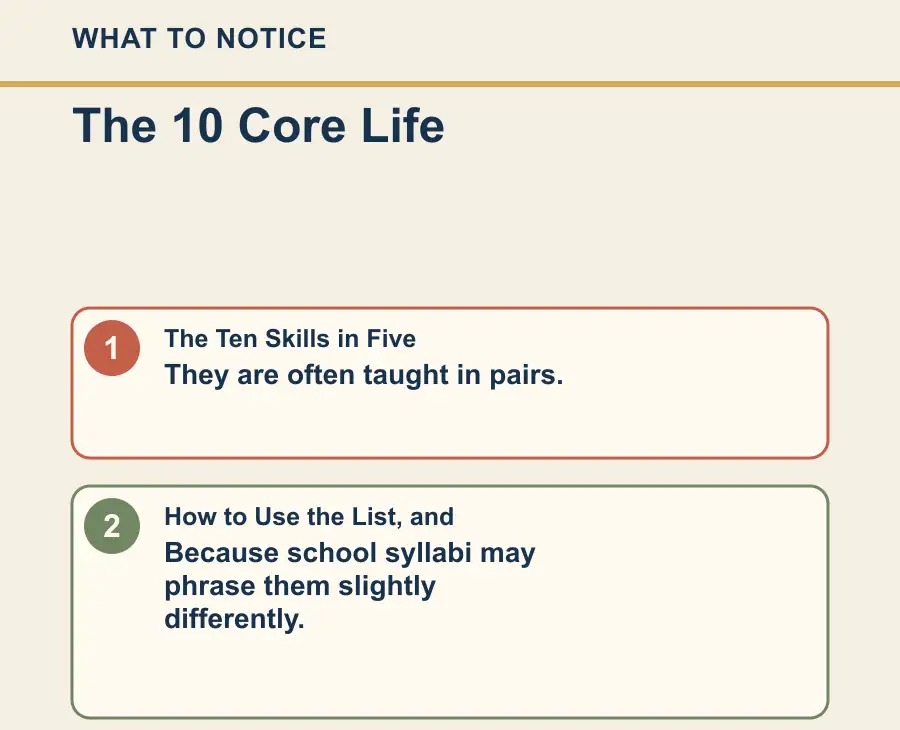 WHAT TO NOTICE
The 10 Core Life
1
The Ten Skills in Five
They are often taught in pairs.
2
How to Use the List, and
Because school syllabi may
phrase them slightly
differently.